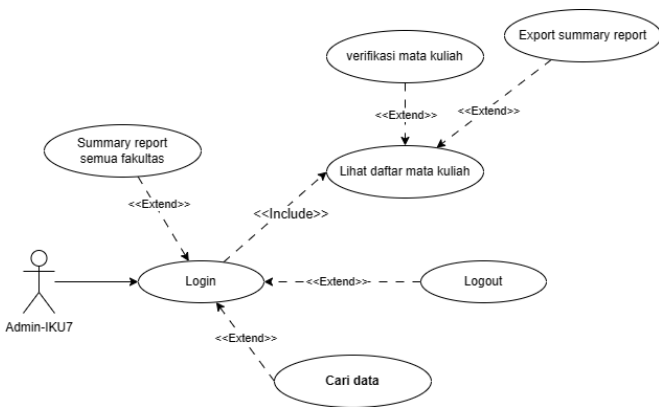 Export summary report
verifikasi mata kuliah
<<Extend>>
<<Extend>>
Summary report
semua fakultas
Lihat daftar mata kuliah
<<Extend>>
<<Include>>
Login
<<Extend>>
Logout
Admin-IKU7
<<Extend>>
Cari data